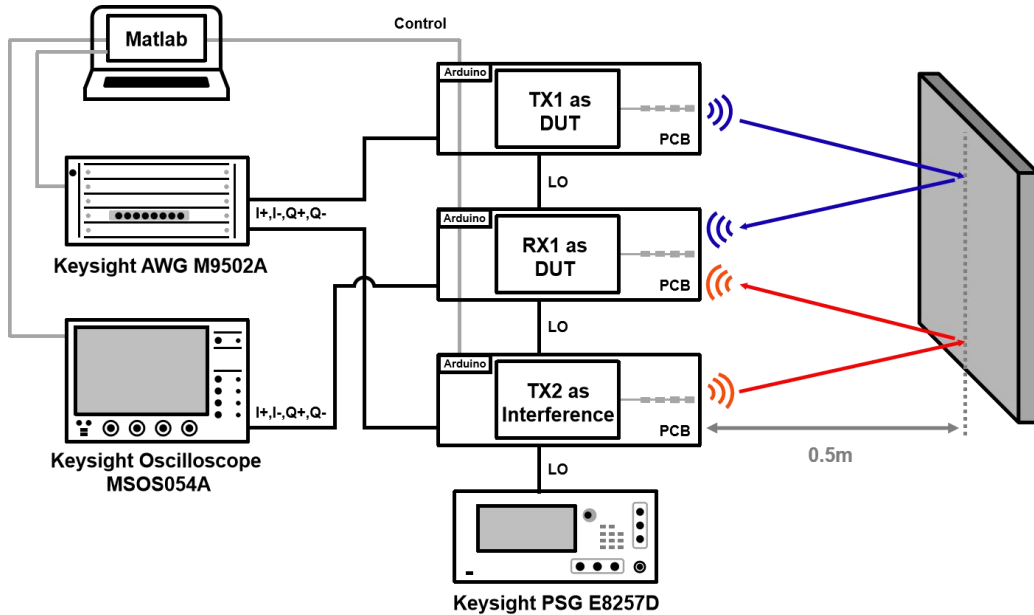 Matlab
Control
Arduino
TX1 as
DUT
PCB
LO
I+,I-,Q+,Q-
Keysight AWG M9502A
Arduino
RX1 as
DUT
PCB
LO
Arduino
TX2 as
Interference
PCB
I+,I-,Q+,Q-
0.5m
Keysight Oscilloscope
MSOS054A
LO
Keysight PSG E8257D